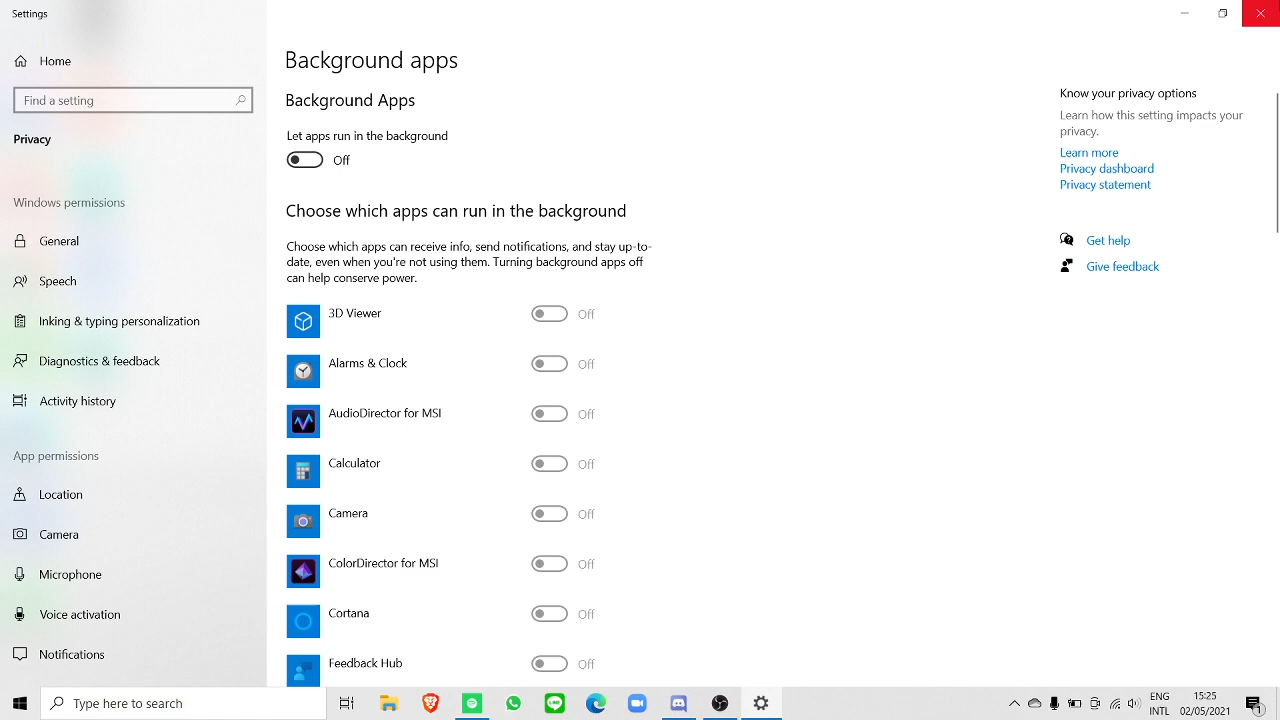 Settings
Home
Find a setting
Privacy
Windows permissions
General
Speech
Inking & typing personalization
Diagnostics & feedback
Activity history
App permissions
Location
Camera
Microphone
Voice activation
Notifications
Background apps
Background Apps
Let apps run in the background
Off
Choose which apps can run in the background
Choose which apps can receive info, send notifications, and stay up-to-
date, even when you're not using them. Turning background apps off
can help conserve power.
3D Viewer Off
Alarms & Clock Off
AudioDirector for MSI Off
Calculator Off
Camera Off
ColorDirector for MSI Off
Cortana Off
Feedback Hub Off
Know your privacy options
Learn how this setting impacts your
privacy.
Learn more
Privacy dashboard
Privacy statement
Get help
Give feedback
Type here to search
ENG
INTL
15:25
02/05/2021
1